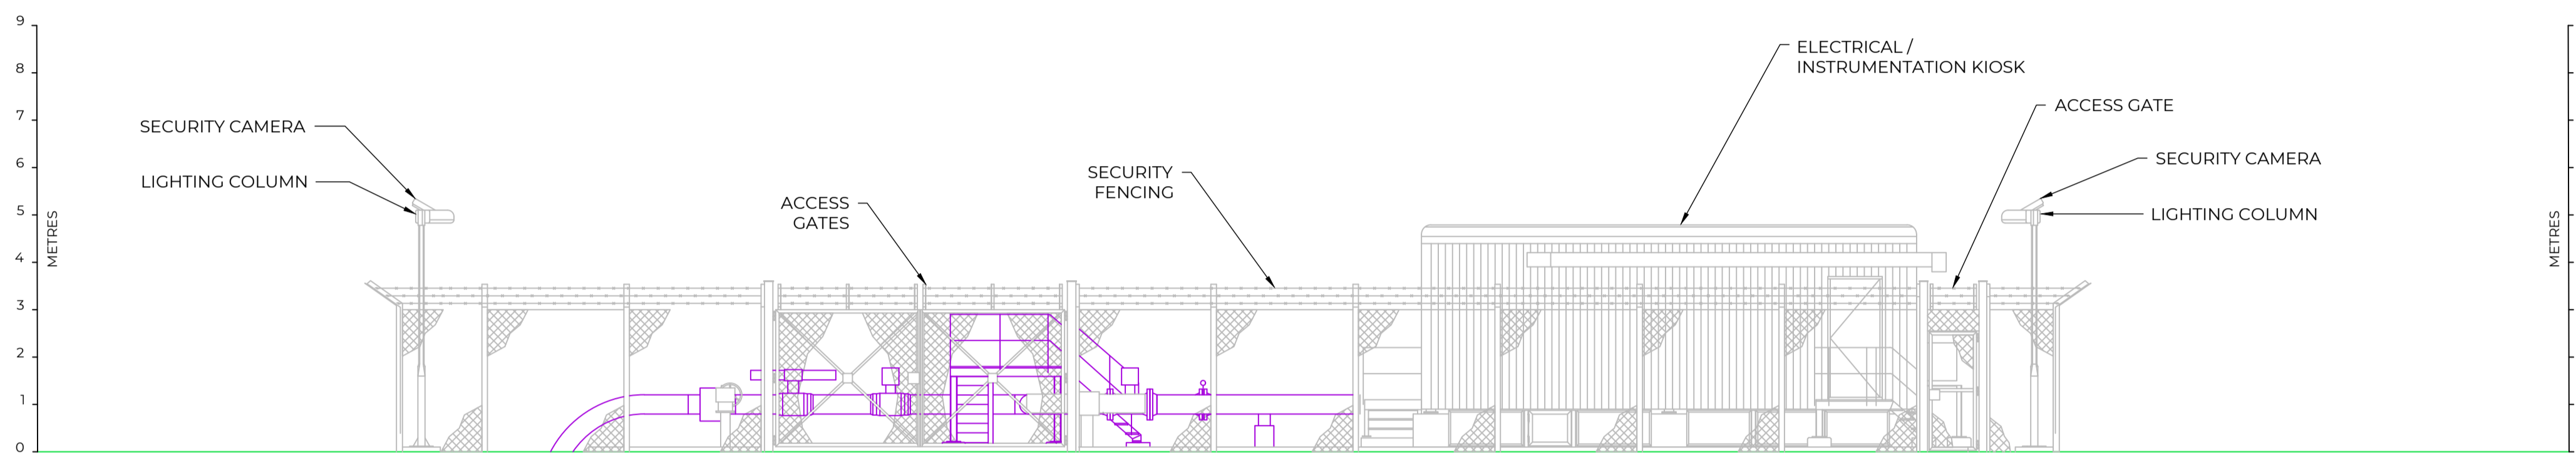 9
8
7
6
5
4
3
2
1
0
METRES
SECURITY CAMERA
LIGHTING COLUMN
ACCESS
GATES
SECURITY
FENCING
ELECTRICAL /
INSTRUMENTATION KIOSK
ACCESS GATE
SECURITY CAMERA
LIGHTING COLUMN
METRES